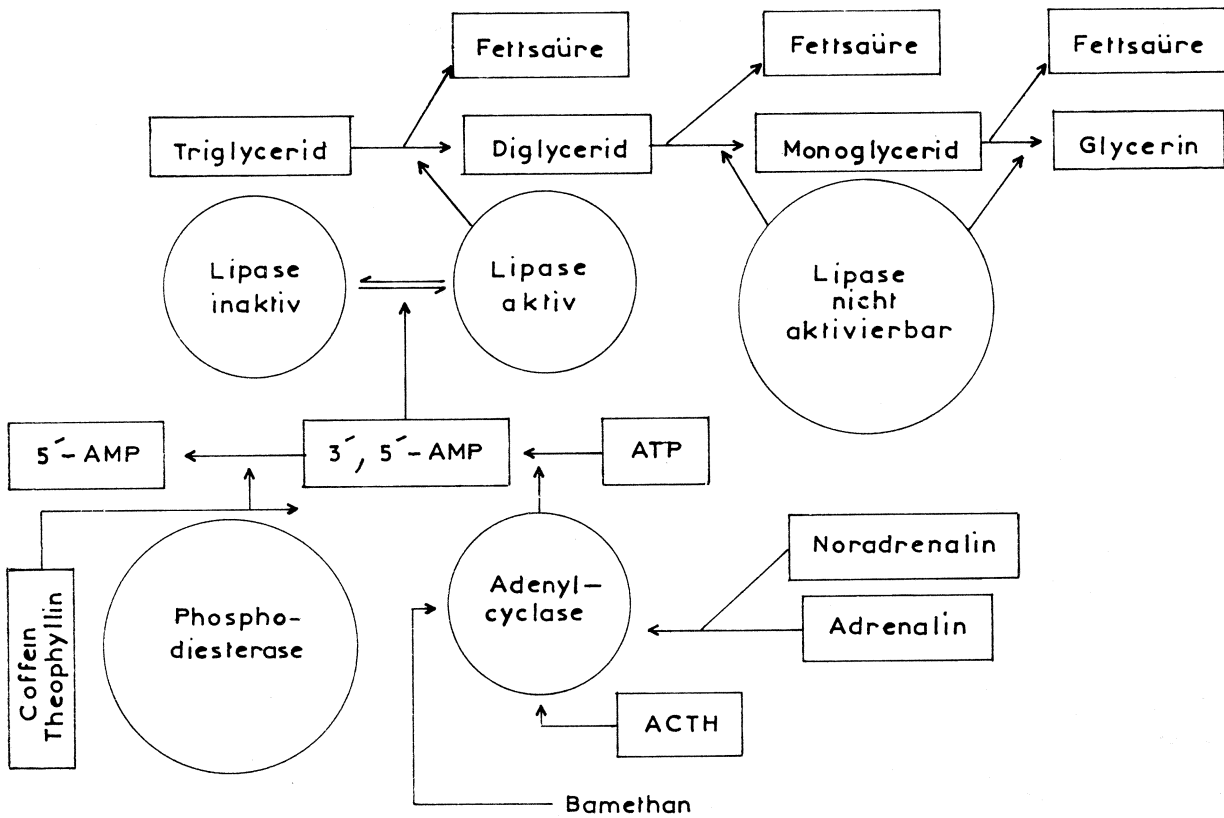 Fettsaüre
Fettsaüre
Fettsaüre
Triglycerid
Diglycerid
Monoglycerid
Glycerin
Lipase
inaktiv
Lipase
aktiv
Lipase
nicht
aktivierbar
5´-AMP
3´, 5´-AMP
ATP
Coffein
Theophyllin
Phospho-
diesterase
Adenyl-
cyclase
Noradrenalin
Adrenalin
ACTH
Bamethan